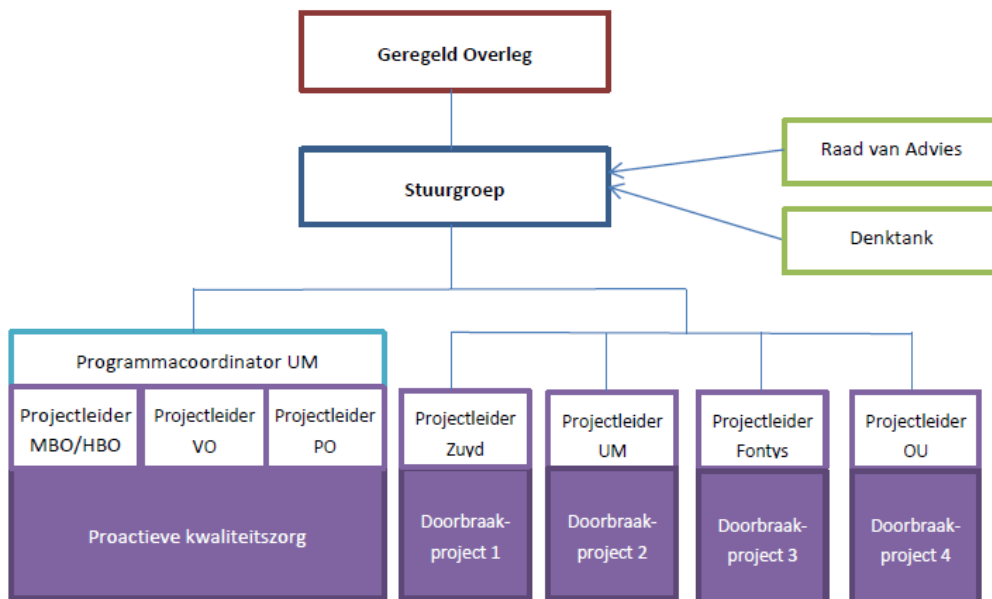 Geregeld Overleg
Raad van Advies
Stuurgroep
Denktank
Programmacoordinator UM
Projectleider
MBO/HBO
Projectleider
VO
Projectleider
PO
Projectleider
Zuyd
Projectleider
UM
Projectleider
Fontys
Projectleider
OU
Proactieve kwaliteitszorg
Doorbraak-
project 1
Doorbraak-
project 2
Doorbraak-
project 3
Doorbraak-
project 4